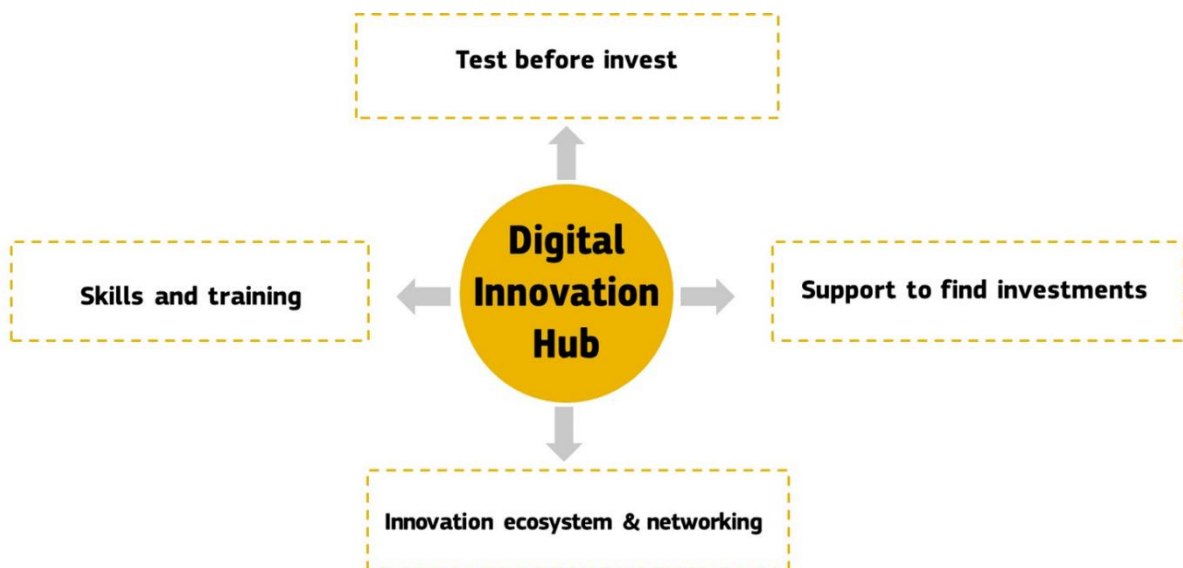 Test before invest
Skills and training
Digital
Innovation
Hub
Support to find investments
Innovation ecosystem & networking